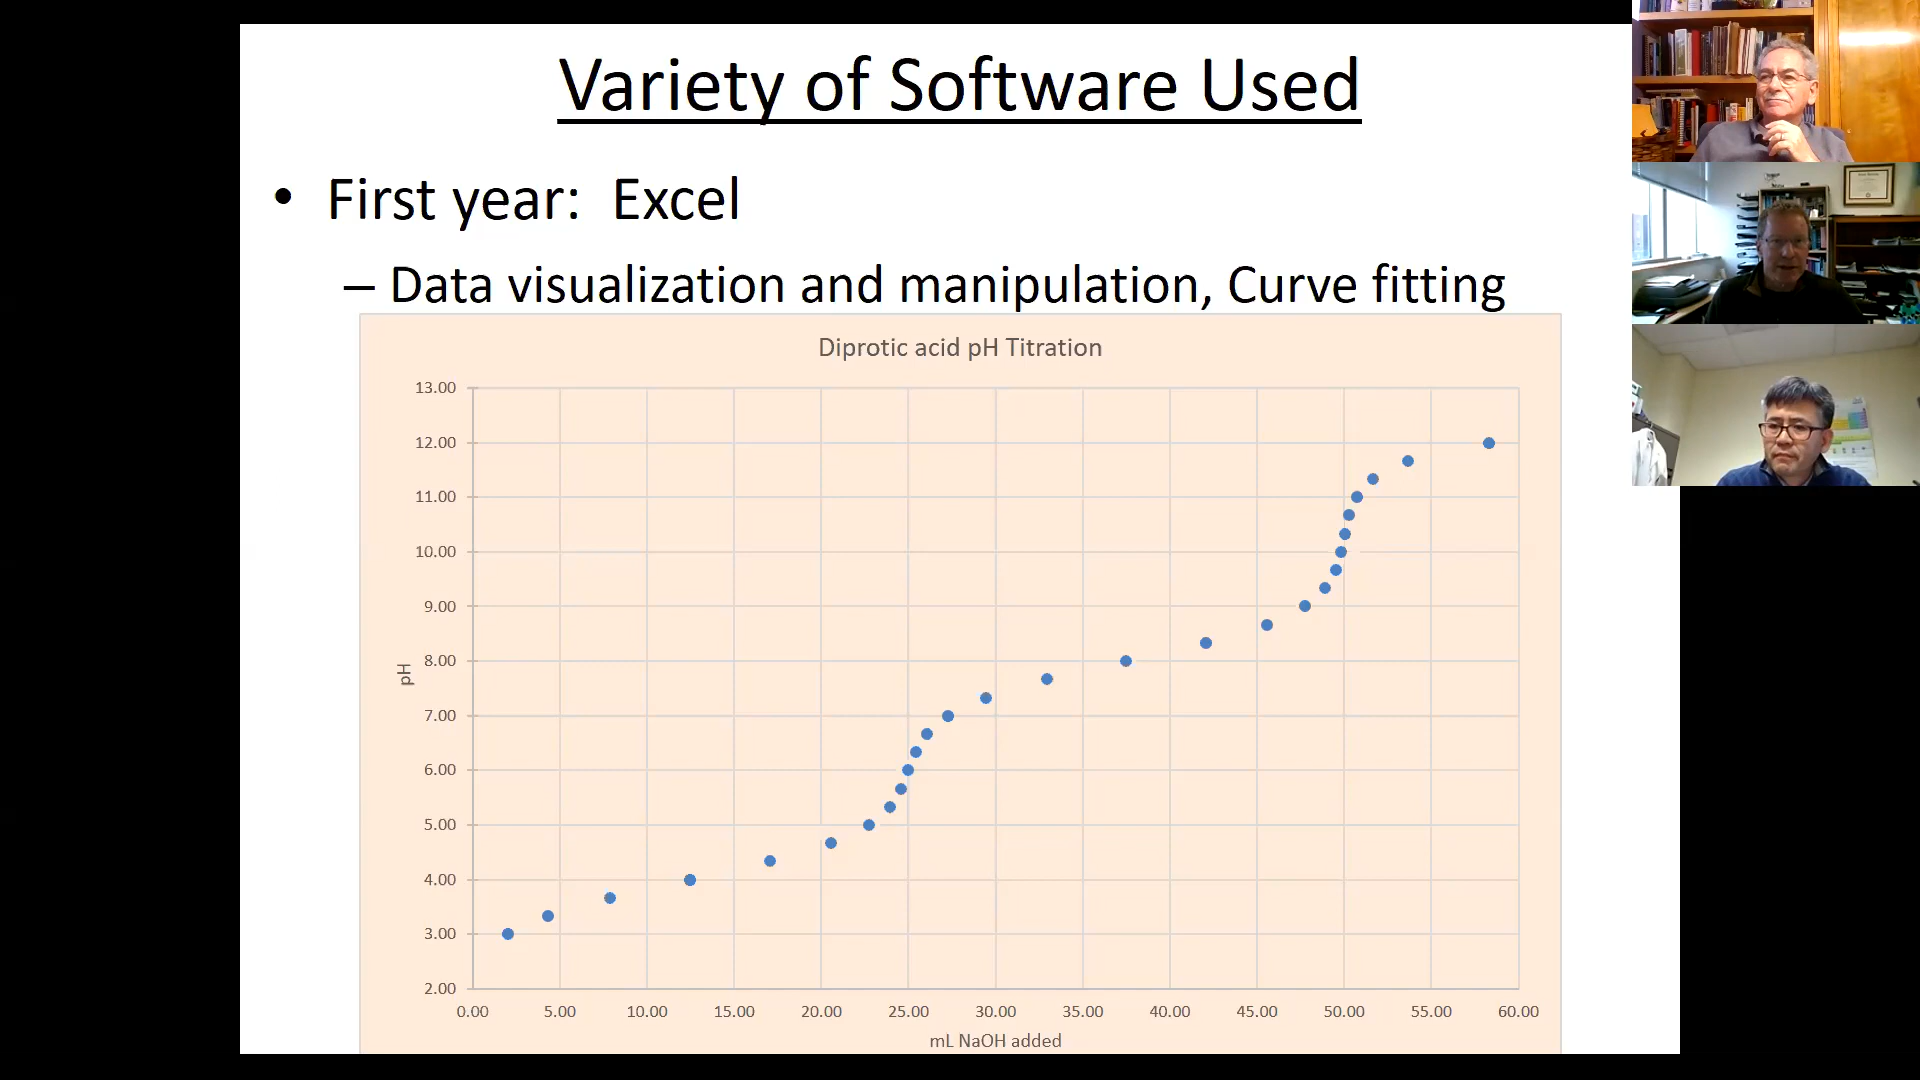 Variety of Software Used
• First year:  Excel
– Data visualization and manipulation, Curve fitting
Diprotic acid pH Titration
13.00
12.00
11.00
10.00
9.00
8.00
7.00
6.00
5.00
4.00
3.00
2.00
pH
0.00 5.00 10.00 15.00 20.00 25.00 30.00 35.00 40.00 45.00 50.00 55.00 60.00
mL NaOH added